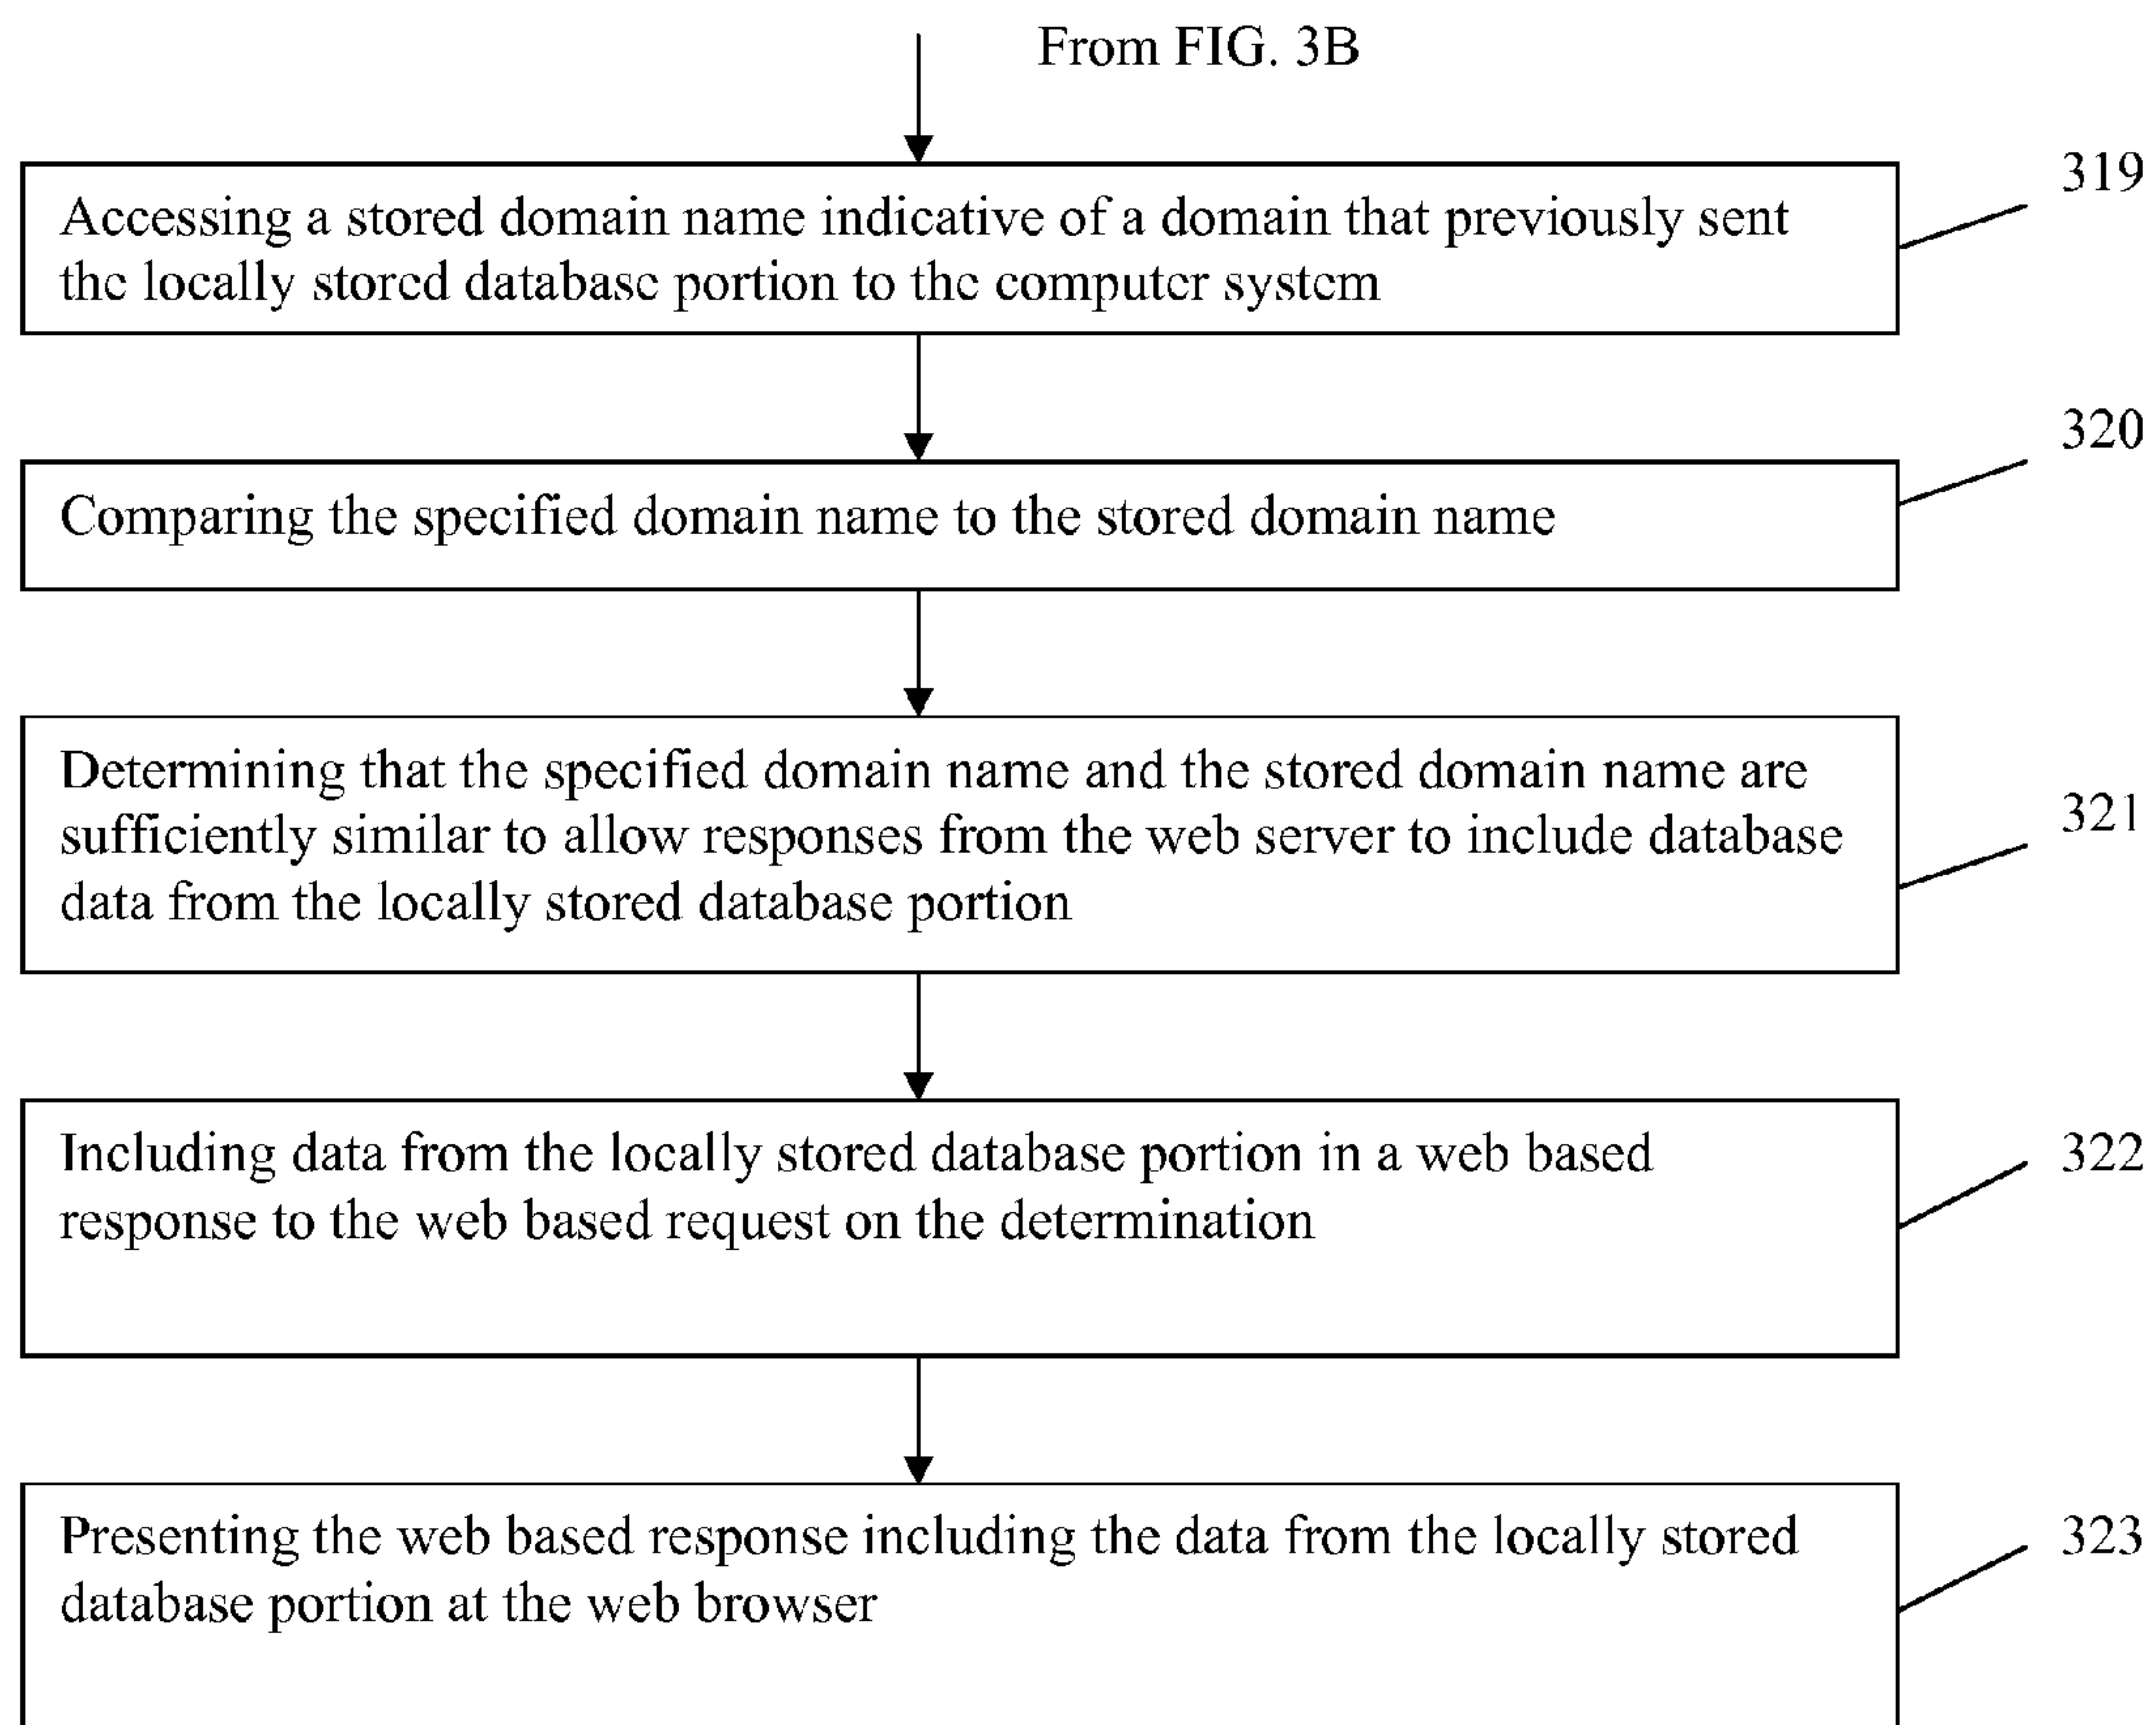 From FIG. 3B
319
Accessing a stored domain name indicative of a domain that previously sent
the locally stored database portion to the computer system
320
Comparing the specified domain name to the stored domain name
Determining that the specified domain name and the stored domain name are
321
sufficiently similar to allow responses from the web server to include database
data from the locally stored database portion
Including data from the locally stored database portion in a web based
322
response to the web based request on the determination
Presenting the web based response including the data from the locally stored
323
database portion at the web browser